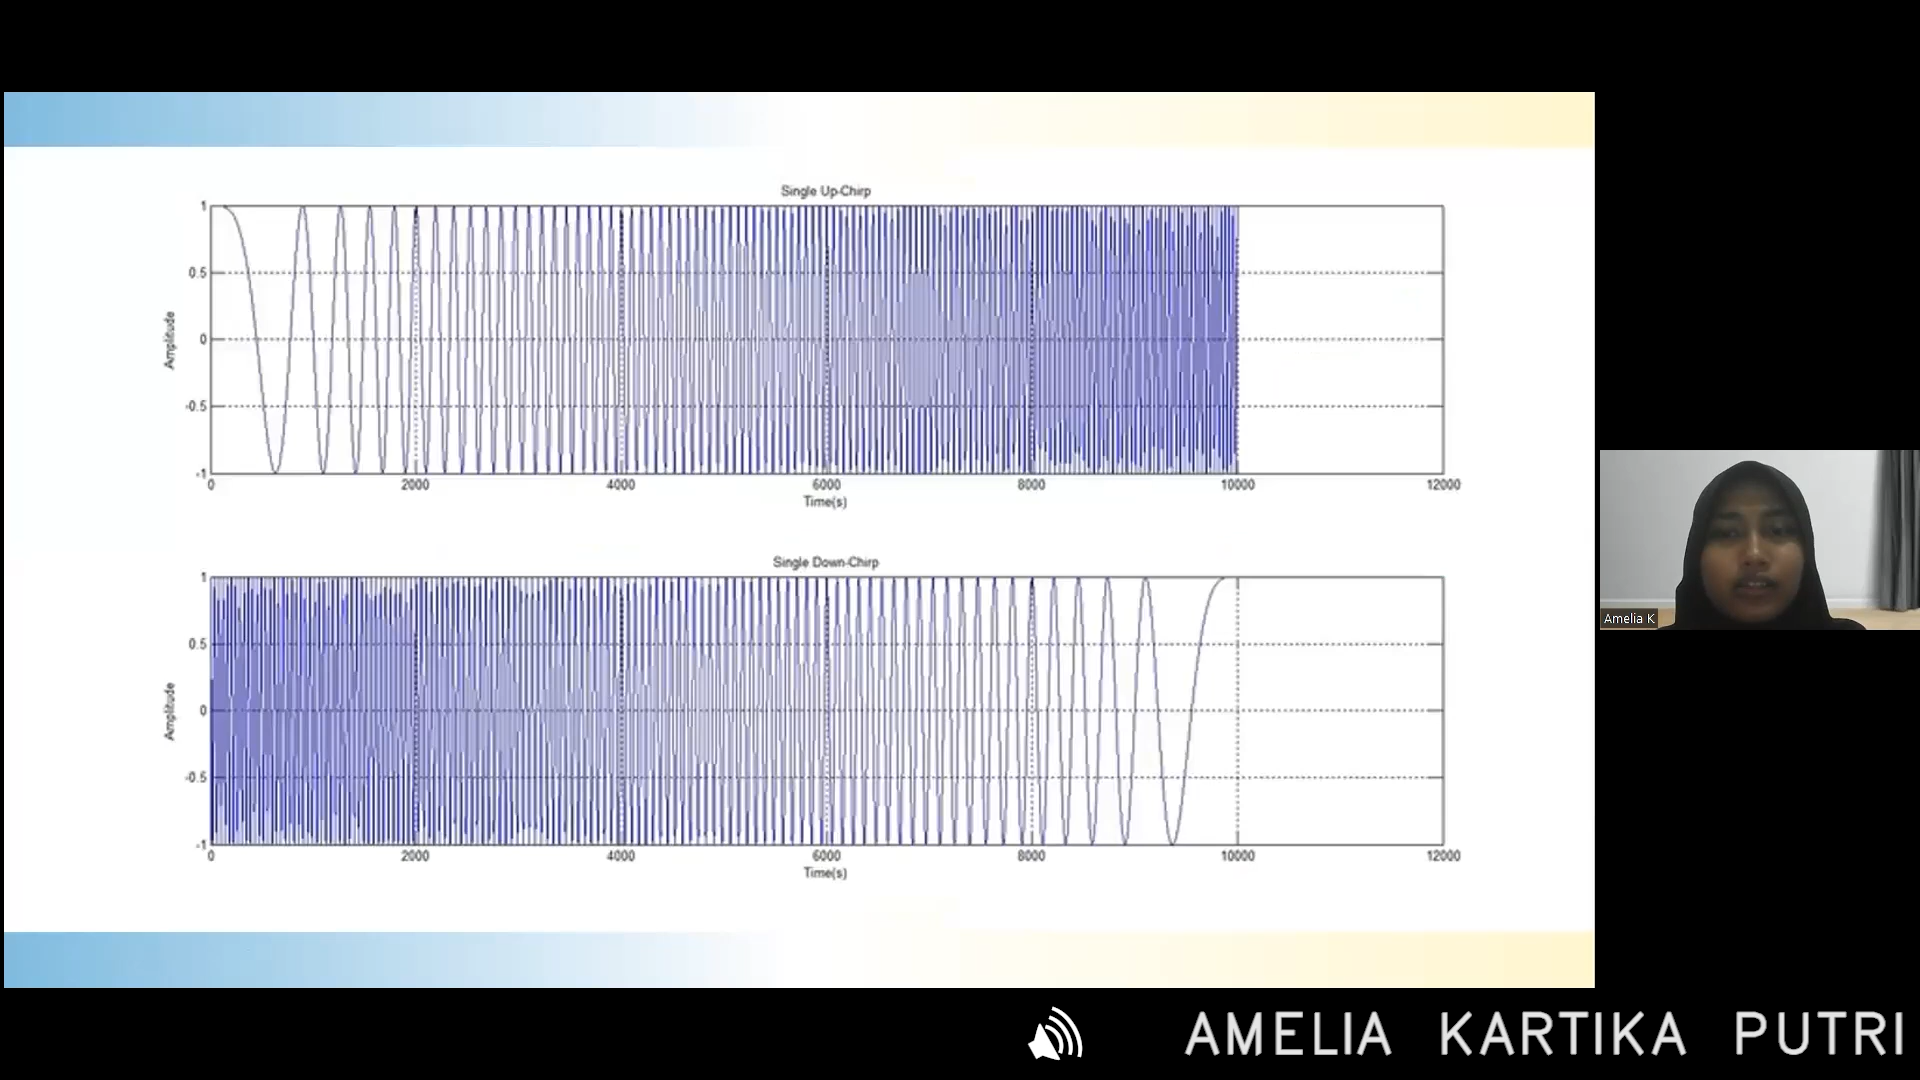 Single Up-Chirp
1
0.5
0
-0.5
-1
Amplitude
0 2000 4000 6000 8000 10000 12000
Time(s)
Single Down-Chirp
1
0.5
0
-0.5
-1
Amplitude
0 2000 4000 6000 8000 10000 12000
Time(s)
Amelia K
AMELIA KARTIKA PUTRI